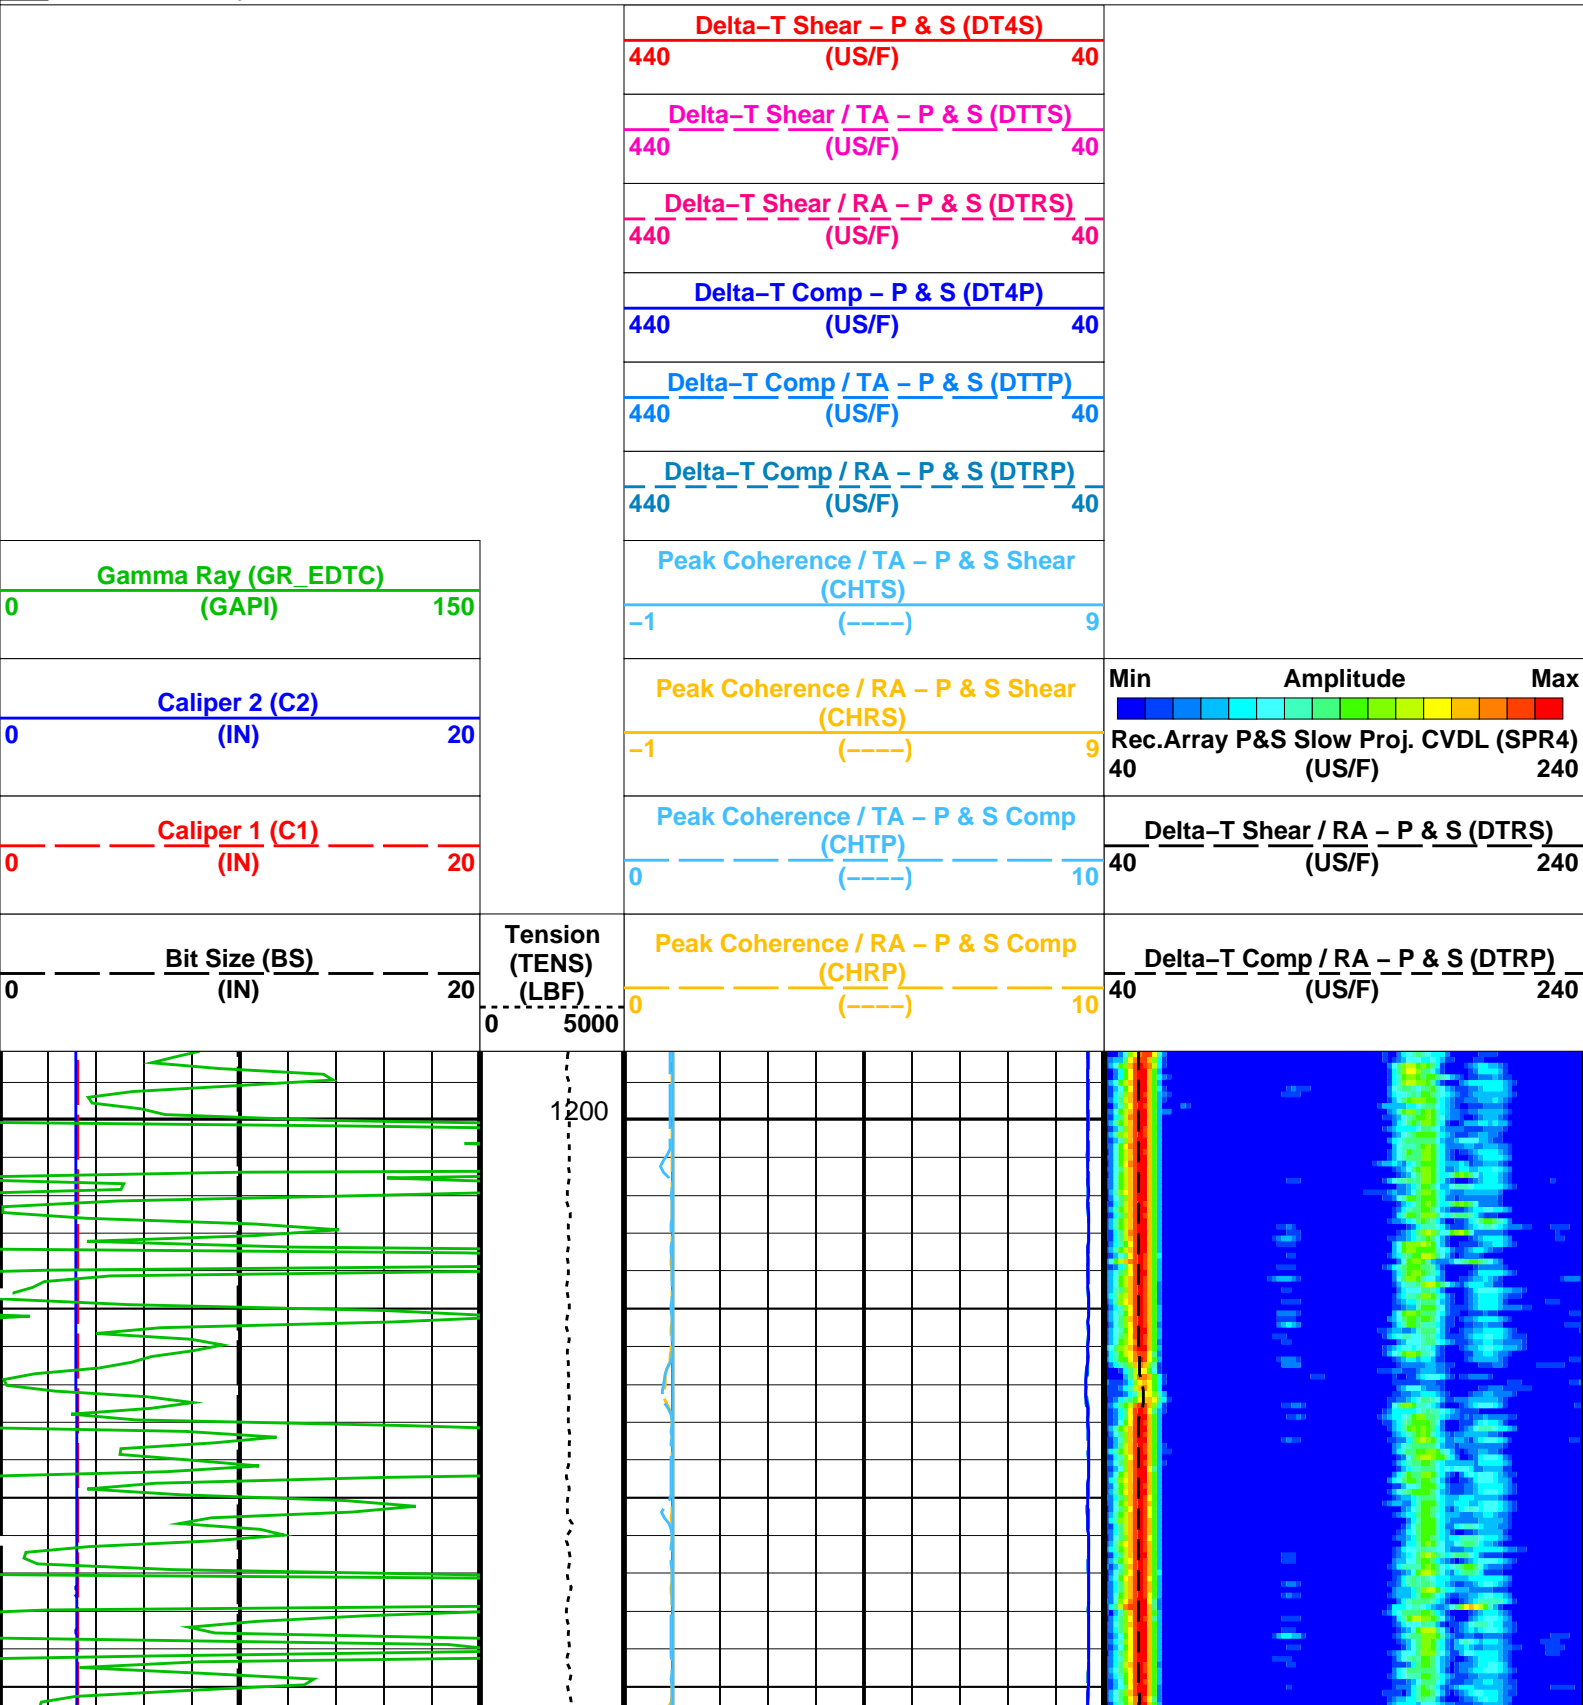 Delta–T Shear – P & S (DT4S)
440 (US/F) 40
Delta–T Shear / TA – P & S (DTTS)
440 (US/F) 40
Delta–T Shear / RA – P & S (DTRS)
440 (US/F) 40
Delta–T Comp – P & S (DT4P)
440 (US/F) 40
Delta–T Comp / TA – P & S (DTTP)
440 (US/F) 40
Delta–T Comp / RA – P & S (DTRP)
440 (US/F) 40
Gamma Ray (GR_EDTC)
0 (GAPI) 150
Peak Coherence / TA – P & S Shear
(CHTS)
–1 (––––) 9
Caliper 2 (C2)
0 (IN) 20
Peak Coherence / RA – P & S Shear
(CHRS)
–1 (––––) 9
Min Amplitude Max
Rec.Array P&S Slow Proj. CVDL (SPR4)
40 (US/F) 240
Caliper 1 (C1)
0 (IN) 20
Peak Coherence / TA – P & S Comp
(CHTP)
0 (––––) 10
Delta–T Shear / RA – P & S (DTRS)
40 (US/F) 240
Bit Size (BS)
0 (IN) 20
Tension
(TENS)
(LBF)
0 5000
Peak Coherence / RA – P & S Comp
(CHRP)
0 (––––) 10
Delta–T Comp / RA – P & S (DTRP)
40 (US/F) 240
1200